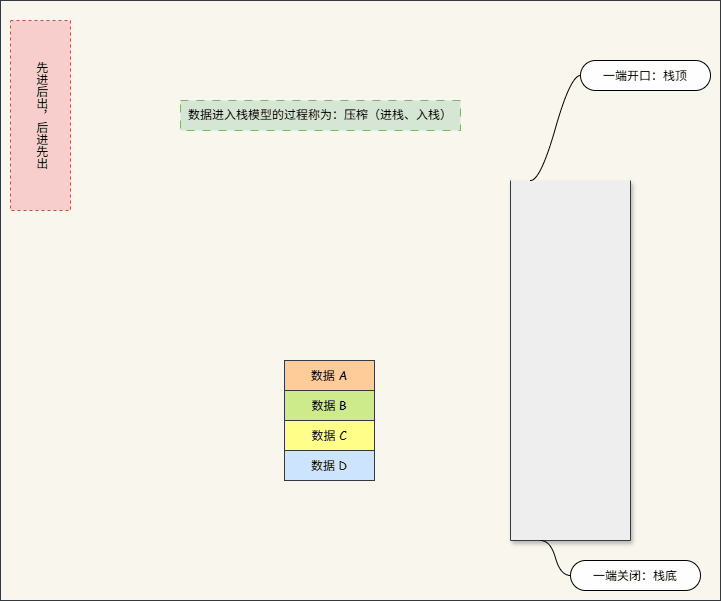 先进后出，后进先出
一端开口：栈顶
数据进入栈模型的过程称为：压榨（进栈、入栈）
数据 A
数据 B
数据 C
数据 D
一端关闭：栈底